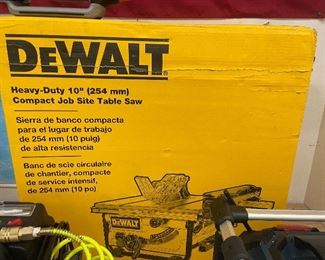 DEWALT®
Heavy-Duty 10" (254 mm)
Compact Job Site Table Saw
Sierra de banco compacta
para el lugar de trabajo
de 254 mm (10 pulg)
de alta resistencia
Banc de scie circulaire
de chantier, compacte
de service intensif,
de 254 mm (10 po)
DEWALT